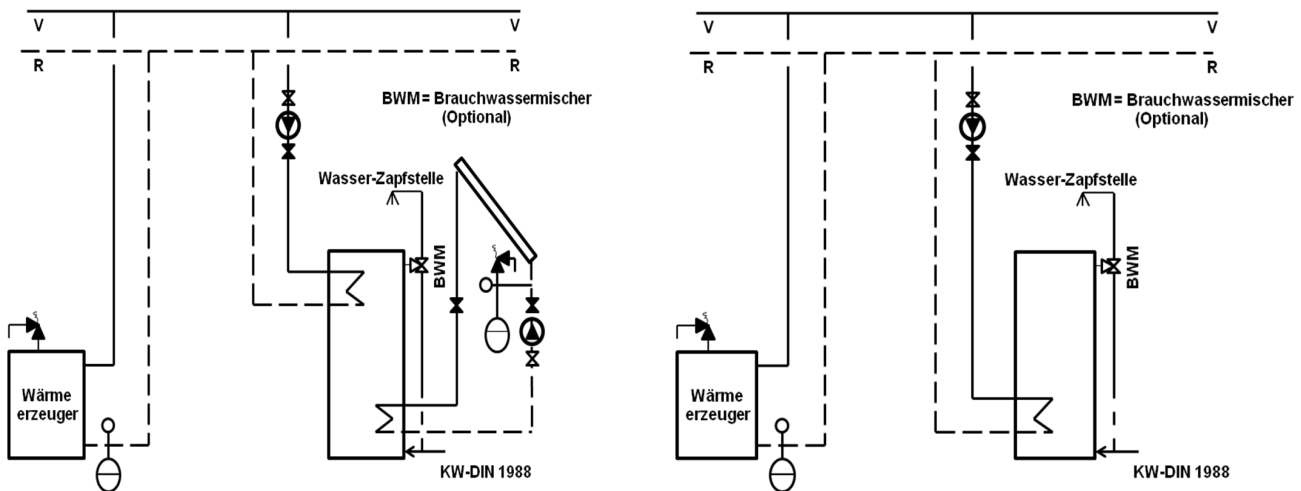 V V
R R
BWM = Brauchwassermischer
(Optional)
Wasser-Zapfstelle
BWM
Wärme
erzeuger
KW-DIN 1988
V V
R R
BWM = Brauchwassermischer
(Optional)
Wasser-Zapfstelle
BWM
Wärme
erzeuger
KW-DIN 1988